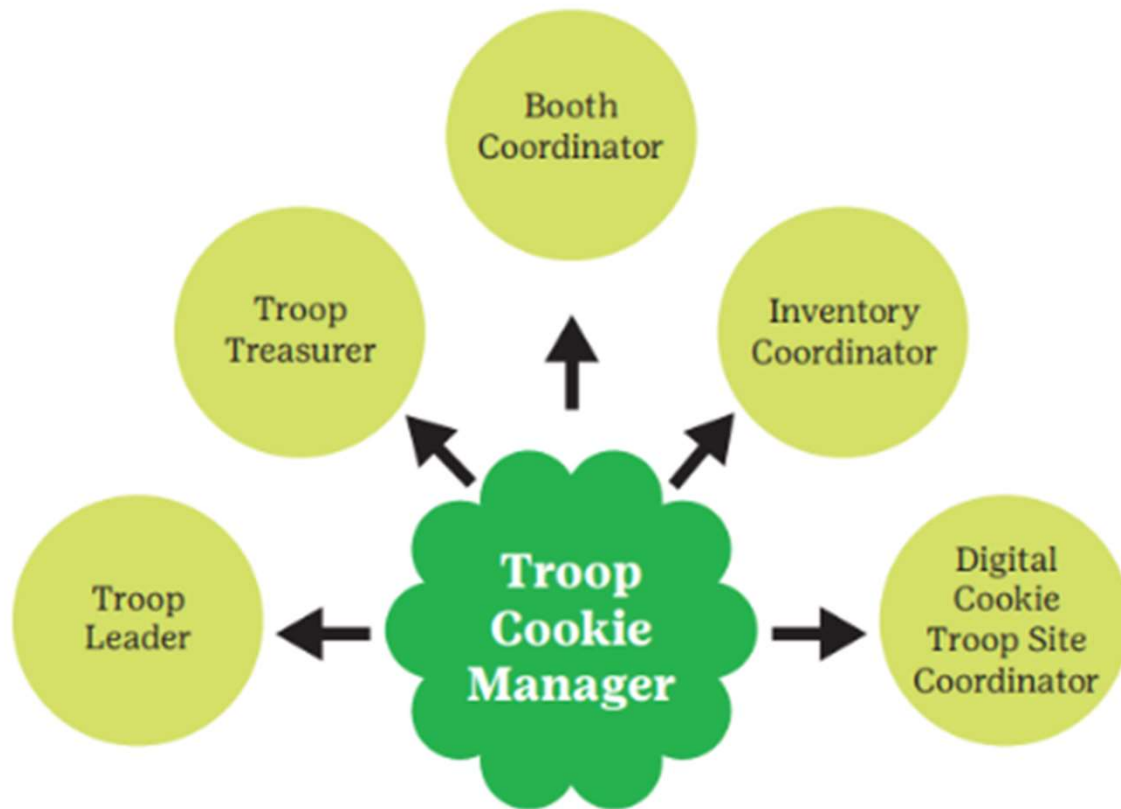 Booth
Coordinator
Troop
Treasurer
Inventory
Coordinator
Troop
Leader
Troop
Cookie
Manager
Digital
Cookie
Troop Site
Coordinator